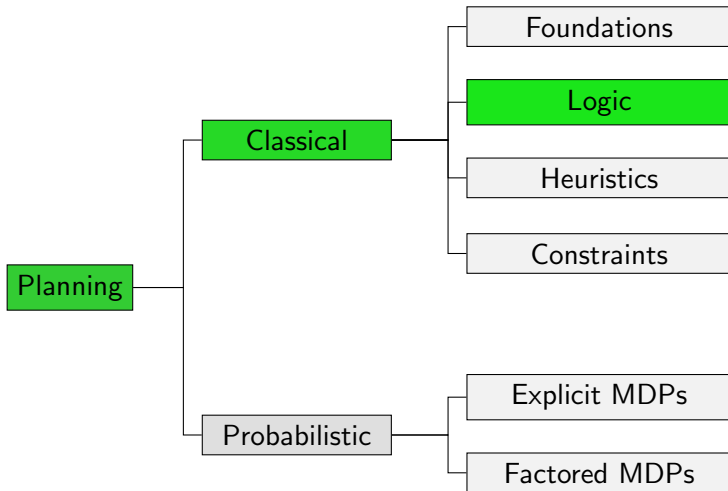 Foundations
Logic
Classical
Heuristics
Constraints
Planning
Explicit MDPs
Probabilistic
Factored MDPs